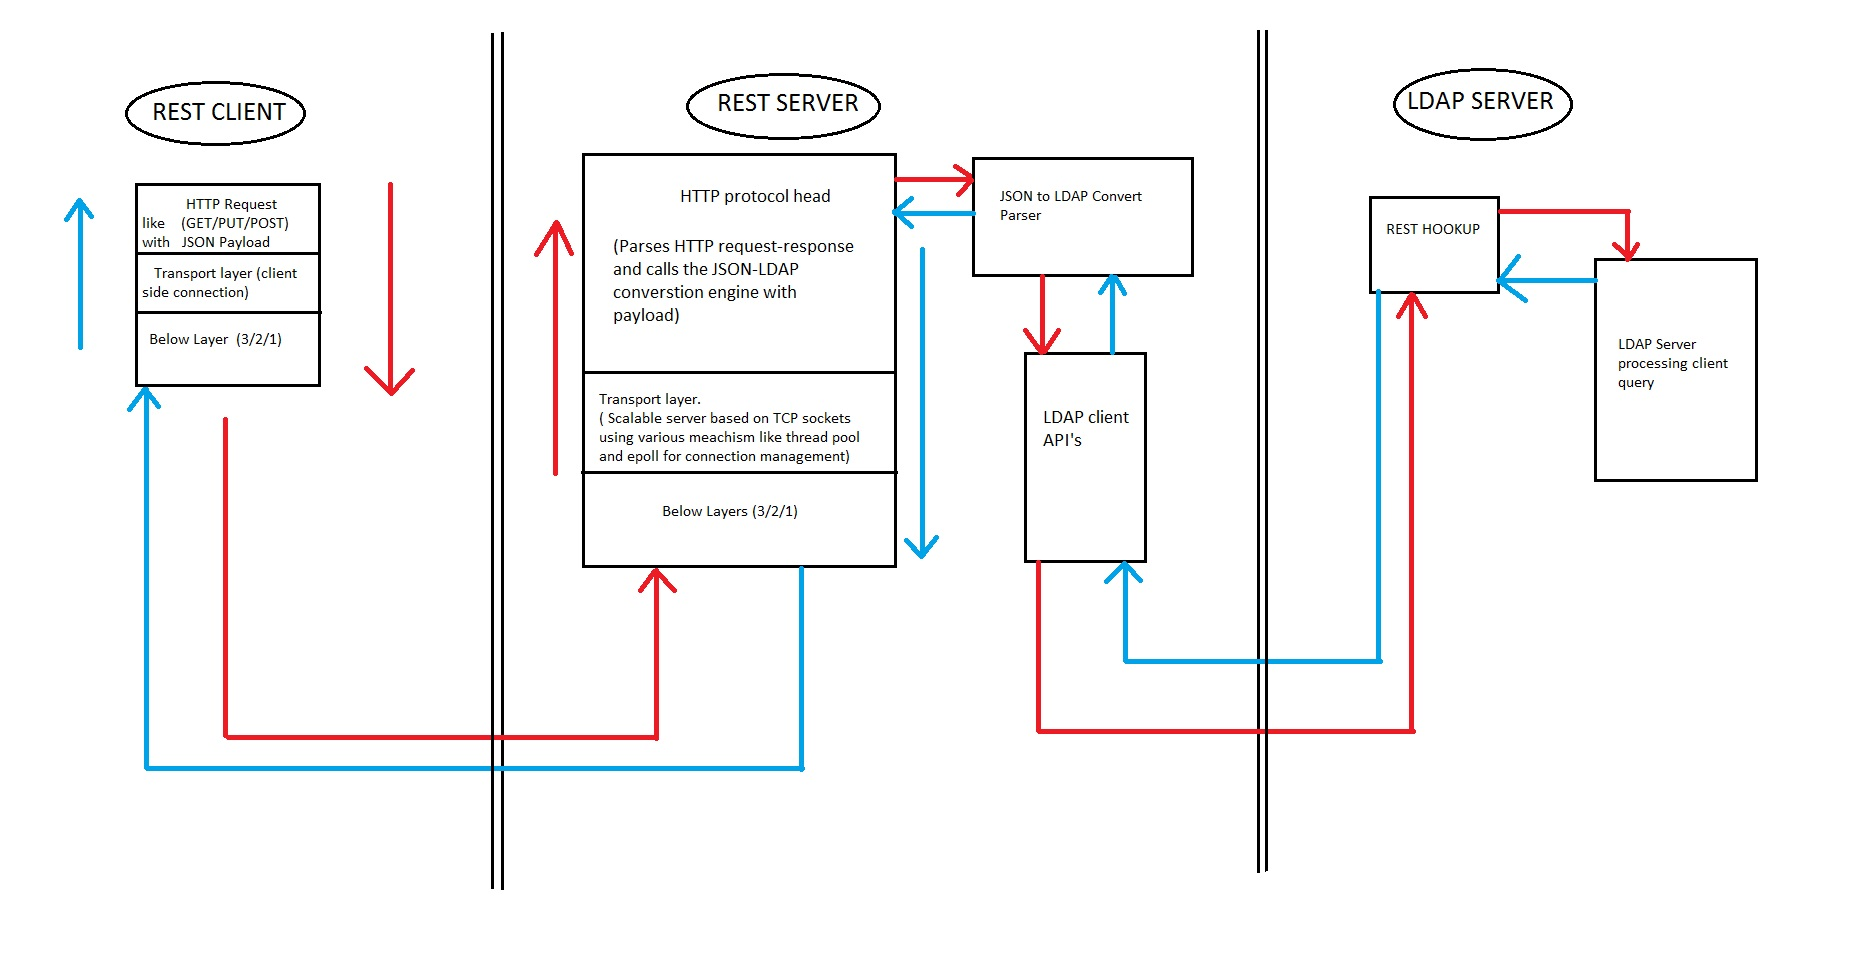 REST CLIENT
HTTP Request
like (GET/PUT/POST)
with JSON Payload
Transport layer (client
side connection)
Below Layer (3/2/1)
REST SERVER
HTTP protocol head
(Parses HTTP request-response
and calls the JSON-LDAP
converstion engine with
payload)
Transport layer.
( Scalable server based on TCP sockets
using various meachism like thread pool
and epoll for connection management)
Below Layers (3/2/1)
JSON to LDAP Convert
Parser
LDAP client
API's
LDAP SERVER
REST HOOKUP
LDAP Server
processing client
query